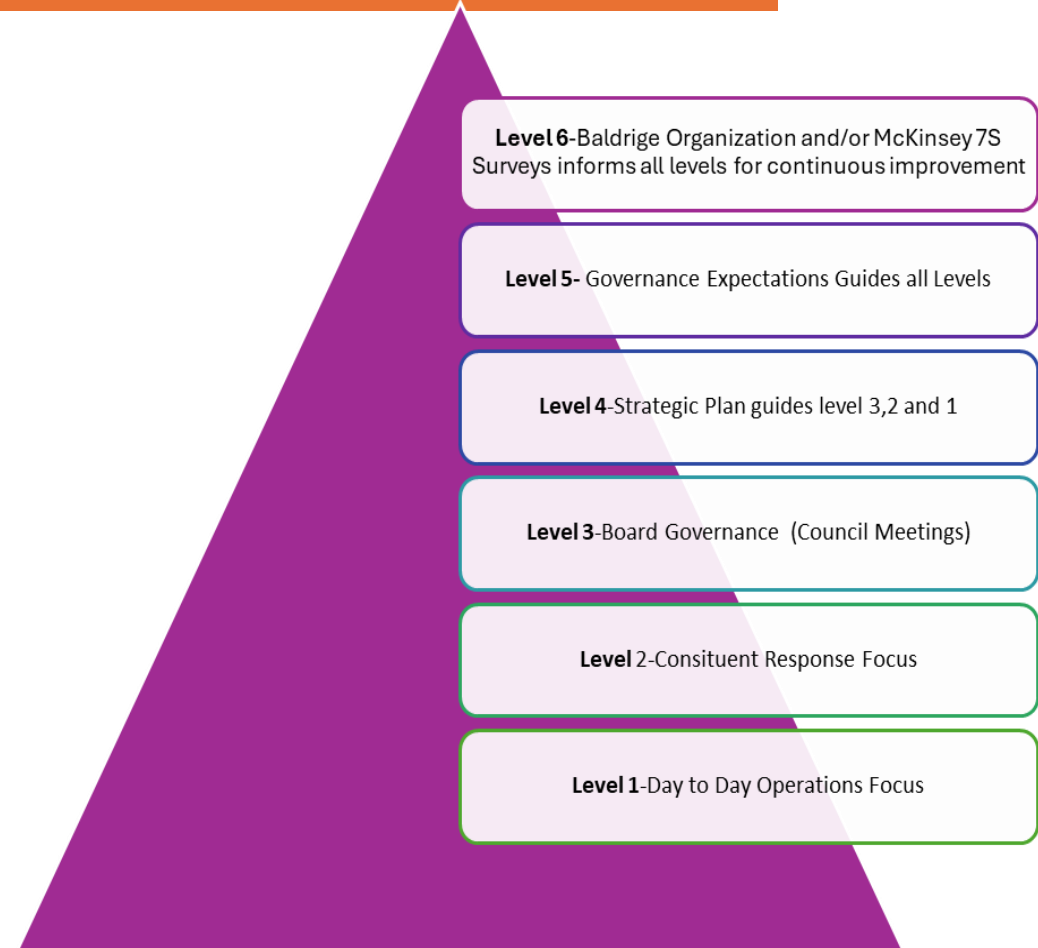 Level 6-Baldrige Organization and/or McKinsey 7S
Surveys informs all levels for continuous improvement
Level 5- Governance Expectations Guides all Levels
Level 4-Strategic Plan guides level 3,2 and 1
Level 3-Board Governance  (Council Meetings)
Level 2-Consituent Response Focus
Level 1-Day to Day Operations Focus